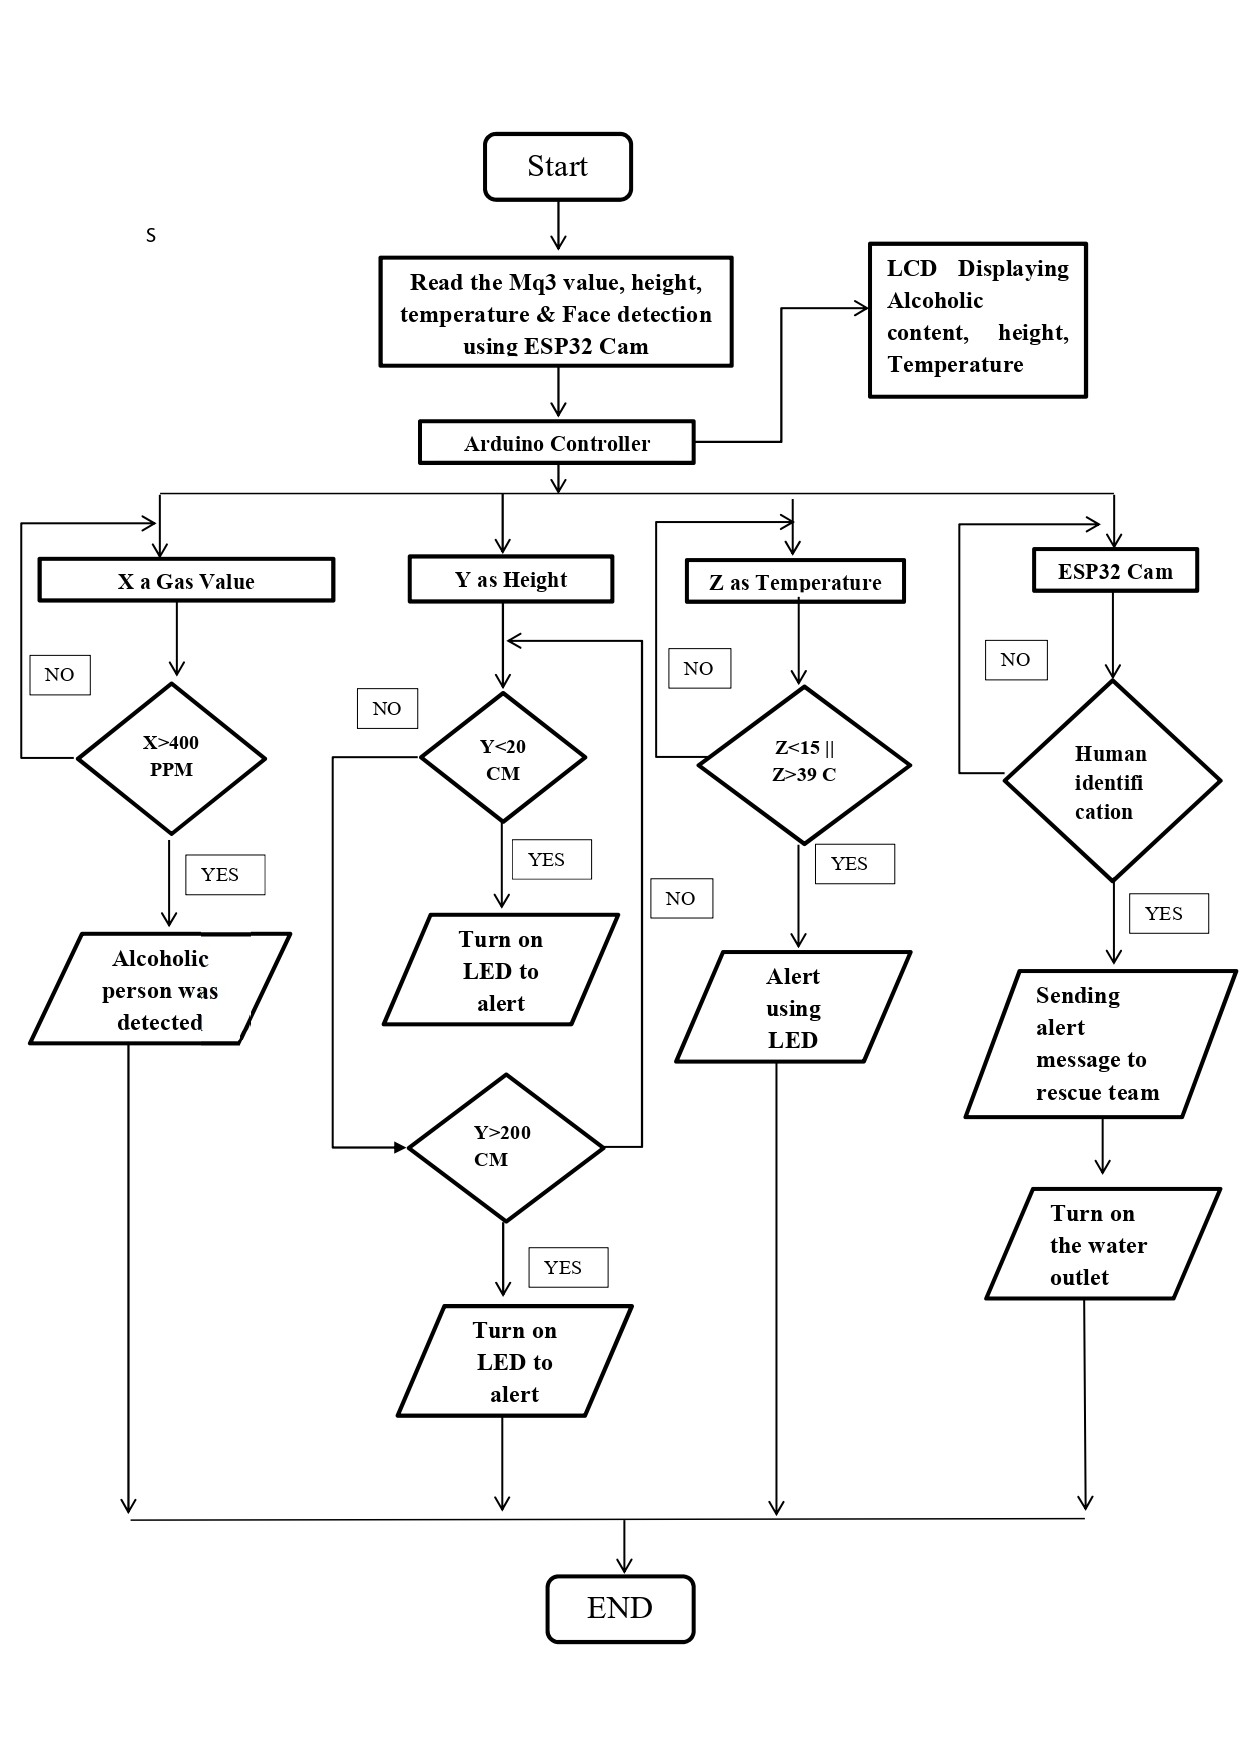 Start
S
Read the Mq3 value, height,
temperature & Face detection
using ESP32 Cam
LCD Displaying
Alcoholic
content, height,
Temperature
Arduino Controller
X a Gas Value
Y as Height
Z as Temperature
ESP32 Cam
NO
NO
NO
NO
X>400
PPM
Y<20
CM
Z<15 ||
Z>39 C
Human
identifi
cation
YES
YES
YES
NO
YES
Alcoholic
person was
detected
Turn on
LED to
alert
Alert
using
LED
Sending
alert
message to
rescue team
Y>200
CM
Turn on
the water
outlet
YES
Turn on
LED to
alert
END